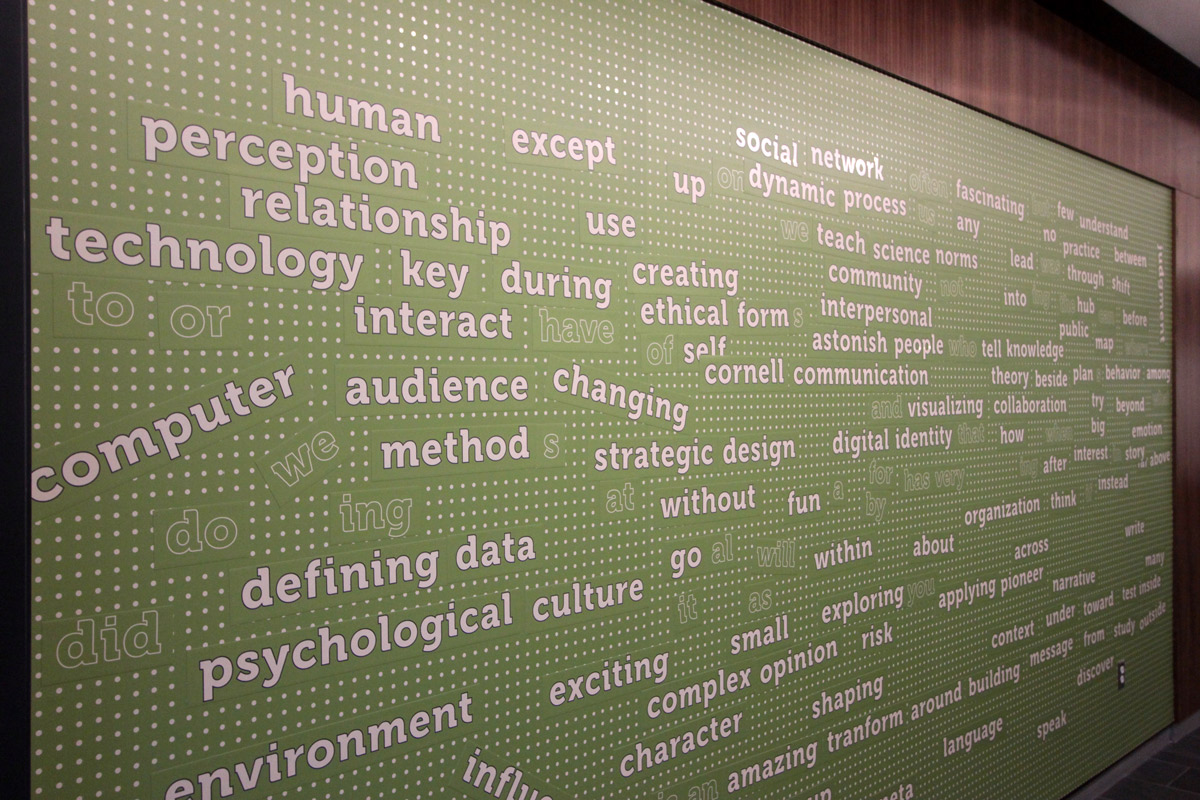 human
except
social network
perception
up on dynamic process
often fascinating
few understand
relationship
use
we teach science norms
any
no
practice between
technology key during creating
community not
lead
through shift
judgment
to or
interact have ethical form s
interpersonal
into
hub
before
of self
astonish people who tell knowledge
public
map
computer
audience changing
cornell communication
theory beside plan behavior among
and visualizing collaboration
try beyond
we
method s
strategic design
digital identity that how
big
emotion
for has very
after interest story
above
do
ing
at without fun a
by
organization think
instead
defining data
go al will within about
across
write
did
psychological culture
it as
small exploring you applying pioneer narrative
many
exciting
complex opinion risk
context under toward test inside
environment
character shaping
message from study outside
is an amazing tranform around building
discover
language speak